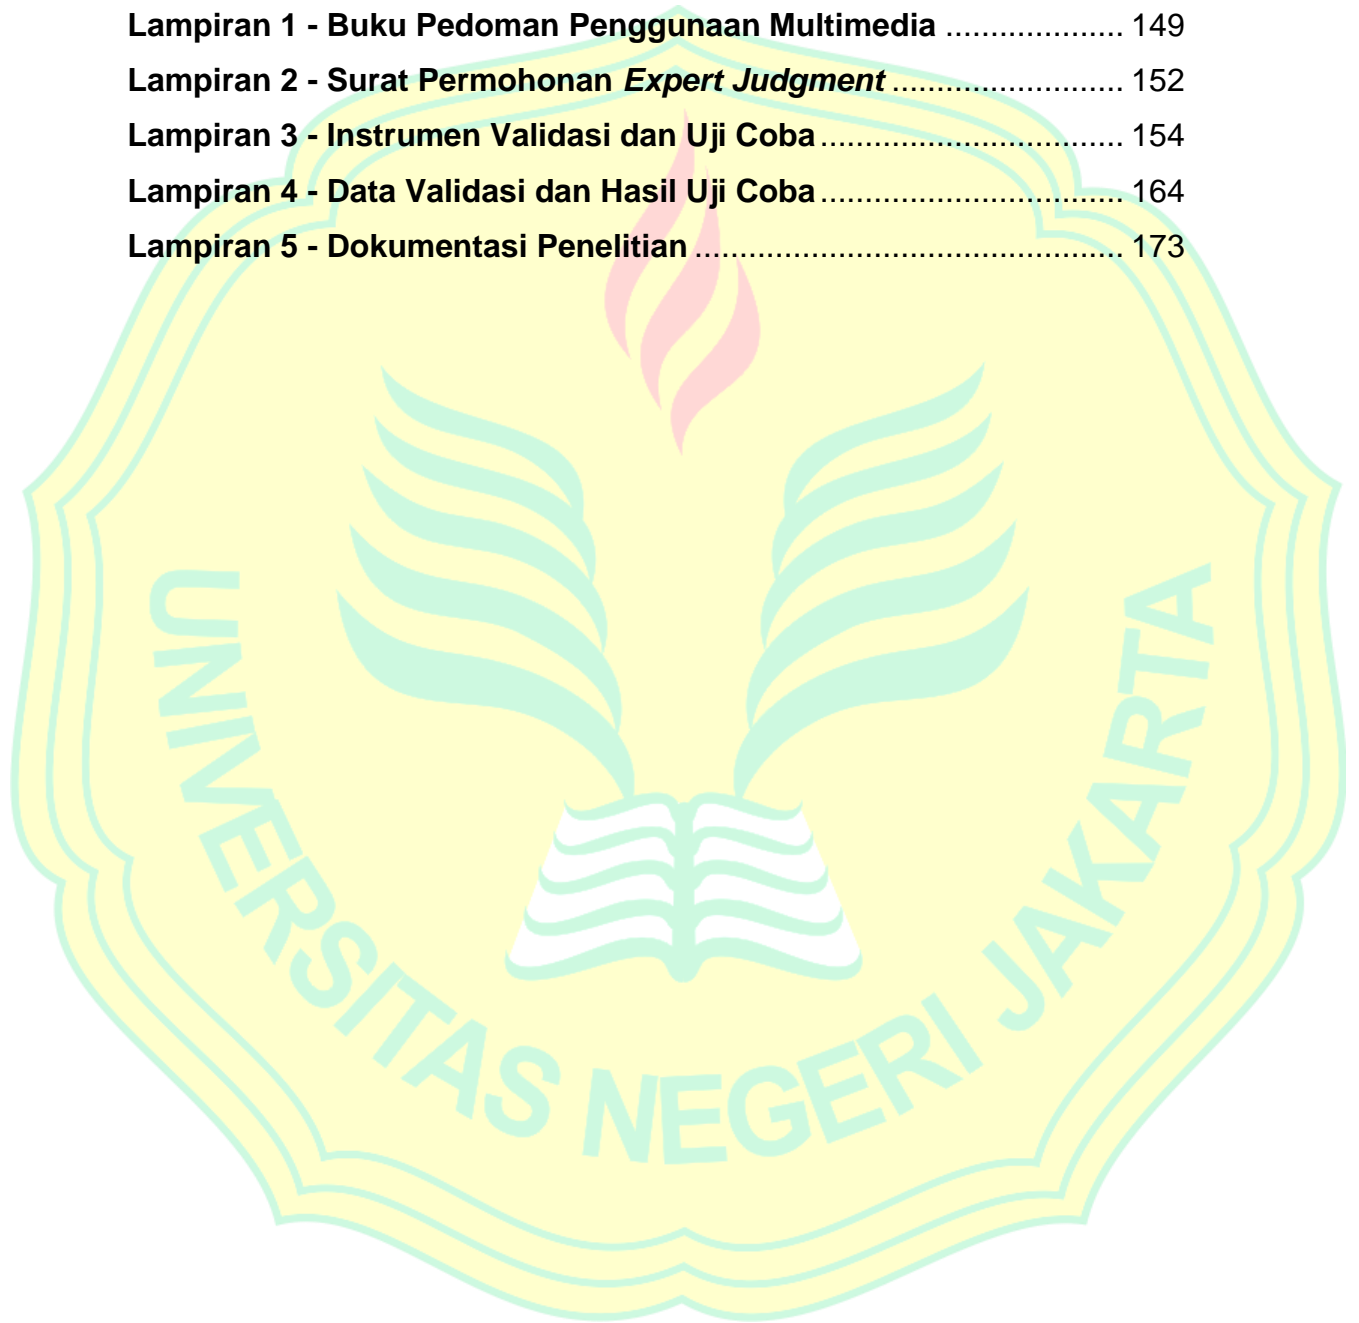 Lampiran 1 - Buku Pedoman Penggunaan Multimedia .................... 149
Lampiran 2 - Surat Permohonan Expert Judgment .......................... 152
Lampiran 3 - Instrumen Validasi dan Uji Coba .................................. 154
Lampiran 4 - Data Validasi dan Hasil Uji Coba .................................. 164
Lampiran 5 - Dokumentasi Penelitian ................................................ 173
UNIVERSITAS NEGERI JAKARTA